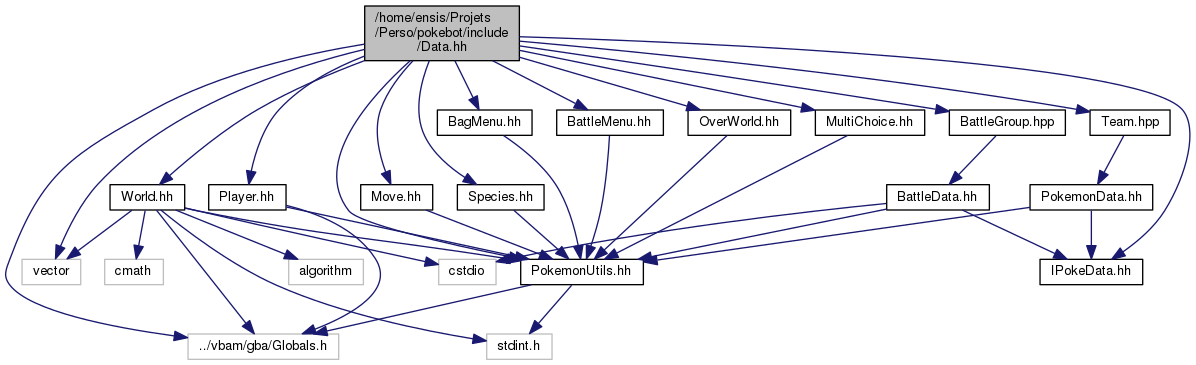 /home/ensis/Projets
/Perso/pokebot/include
/Data.hh
BagMenu.hh
BattleMenu.hh
OverWorld.hh
MultiChoice.hh
BattleGroup.hpp
Team.hpp
World.hh
Player.hh
Move.hh
Species.hh
BattleData.hh
PokemonData.hh
vector
cmath
algorithm
cstdio
PokemonUtils.hh
IPokeData.hh
../vbam/gba/Globals.h
stdint.h